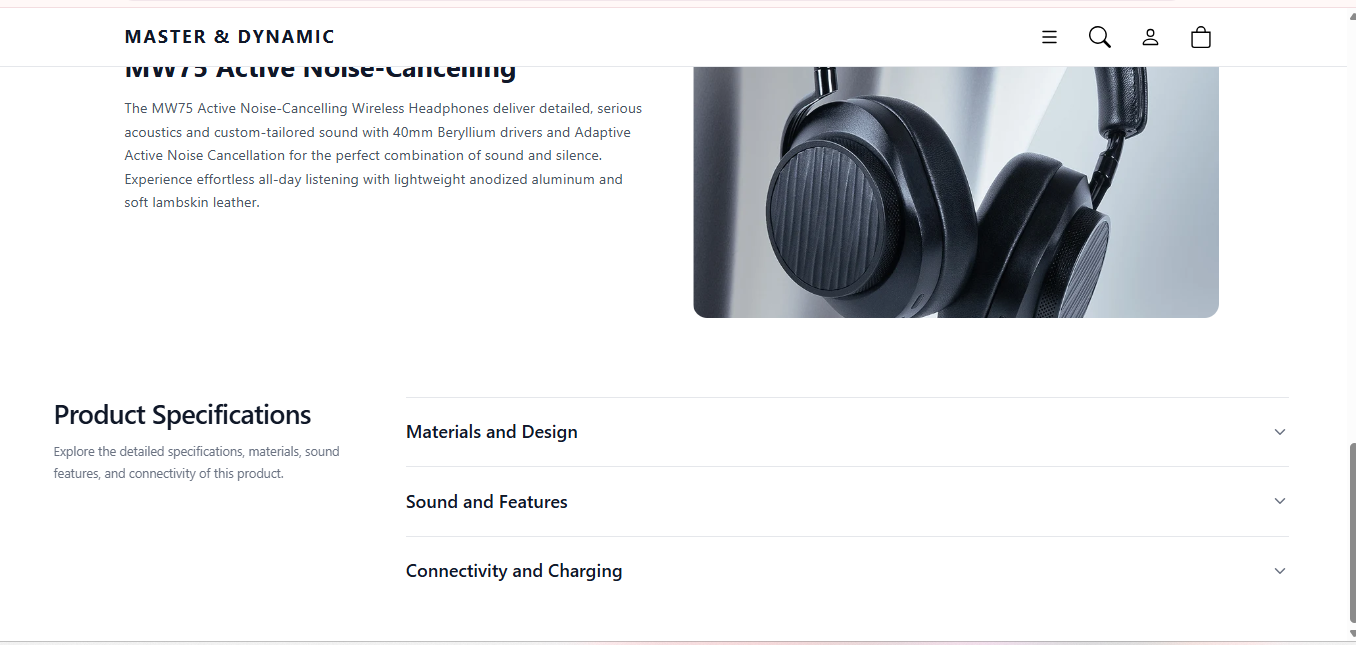 MASTER & DYNAMIC
MW75 Active Noise-Cancelling
The MW75 Active Noise-Cancelling Wireless Headphones deliver detailed, serious
acoustics and custom-tailored sound with 40mm Beryllium drivers and Adaptive
Active Noise Cancellation for the perfect combination of sound and silence.
Experience effortless all-day listening with lightweight anodized aluminum and
soft lambskin leather.
Product Specifications
Explore the detailed specifications, materials, sound
features, and connectivity of this product.
Materials and Design
Sound and Features
Connectivity and Charging